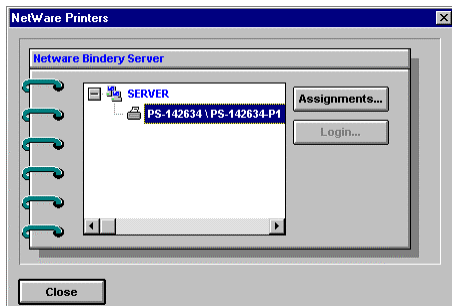 NetWare Printers
Netware Bindery Server
SERVER
PS-142634 \ PS-142634-P1
Assignments...
Login...
Close